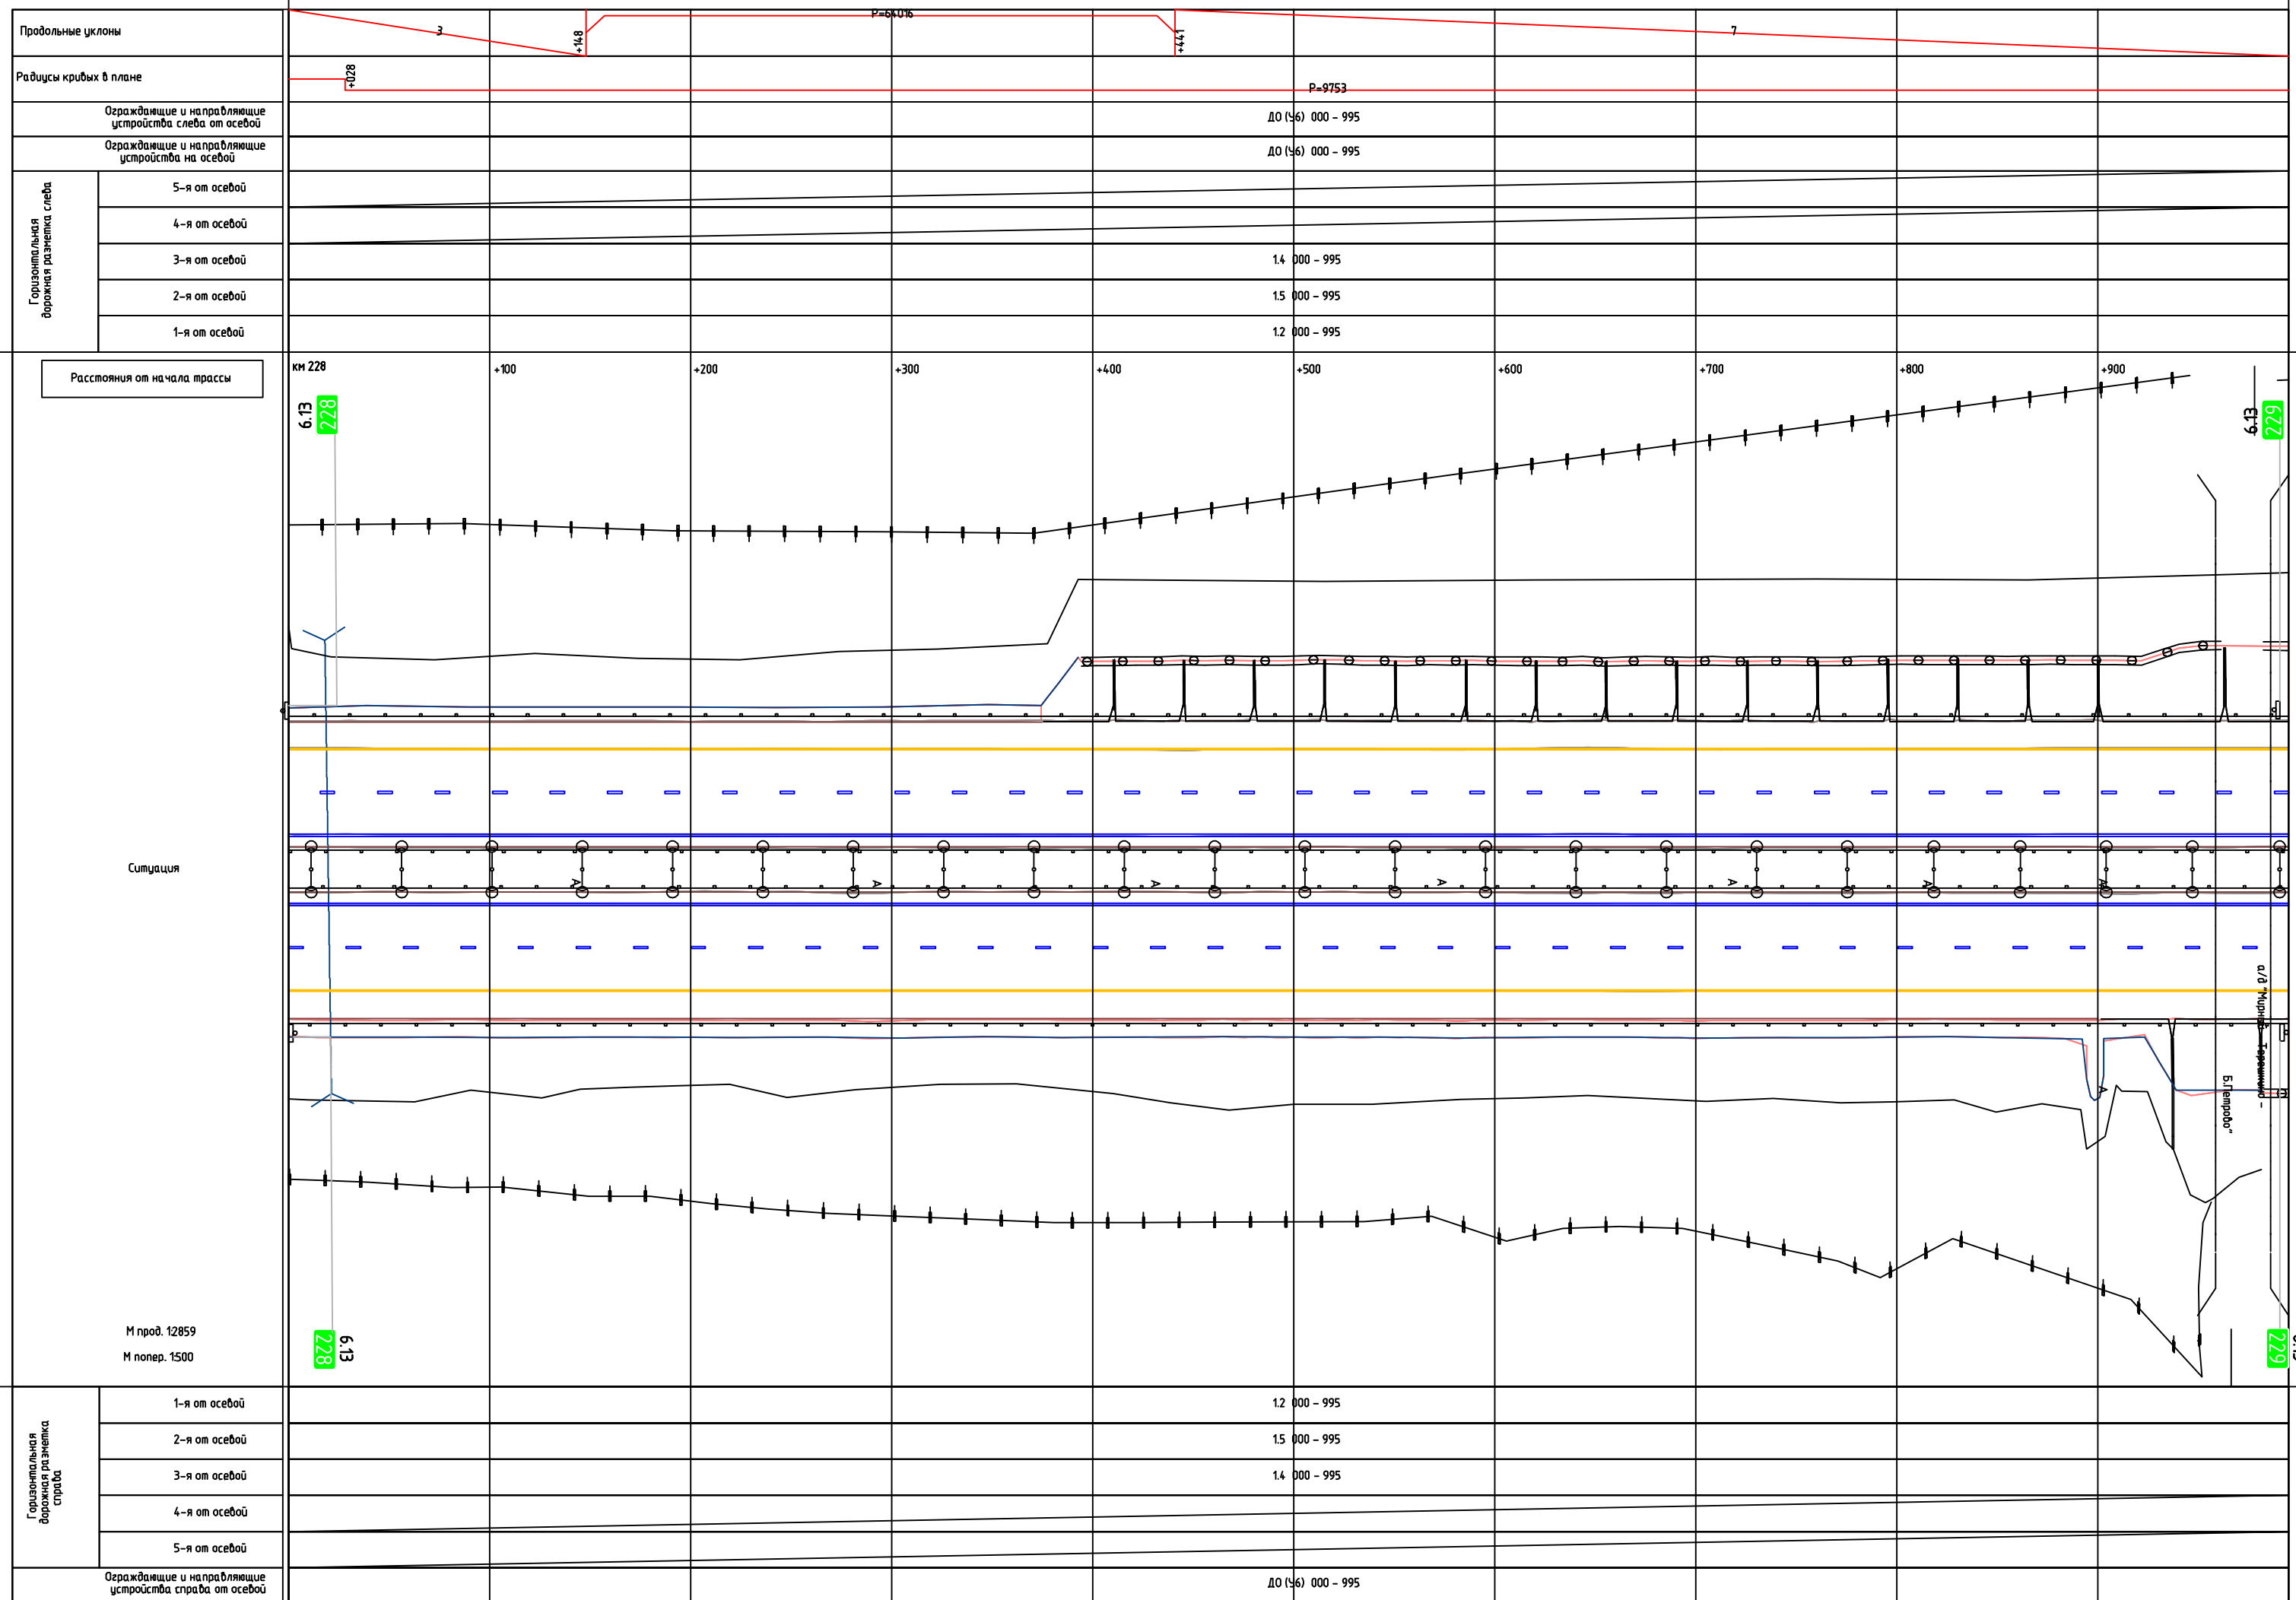 Продольные уклоны
3
+148
Р=64016
+441
7
Радиусы кривых в плане
+028
Р=9753
Ограждающие и направляющие
устройства слева от осевой
ДО (У6) 000 - 995
Ограждающие и направляющие
устройства на осевой
ДО (У6) 000 - 995
Горизонтальная
дорожная разметка слева
5-я от осевой
4-я от осевой
3-я от осевой
1.4 000 - 995
2-я от осевой
1.5 000 - 995
1-я от осевой
1.2 000 - 995
Расстояния от начала трассы
км 228
+100
+200
+300
+400
+500
+600
+700
+800
+900
6.13
228
6.13
229
Ситуация
А
А
А
А
А
А
А
А
Б.Петрово"
М прод. 1:2859
М попер. 1:500
228
6.13
229
Горизонтальная
дорожная разметка
справа
1-я от осевой
1.2 000 - 995
2-я от осевой
1.5 000 - 995
3-я от осевой
1.4 000 - 995
4-я от осевой
5-я от осевой
Ограждающие и направляющие
устройства справа от осевой
ДО (У6) 000 - 995